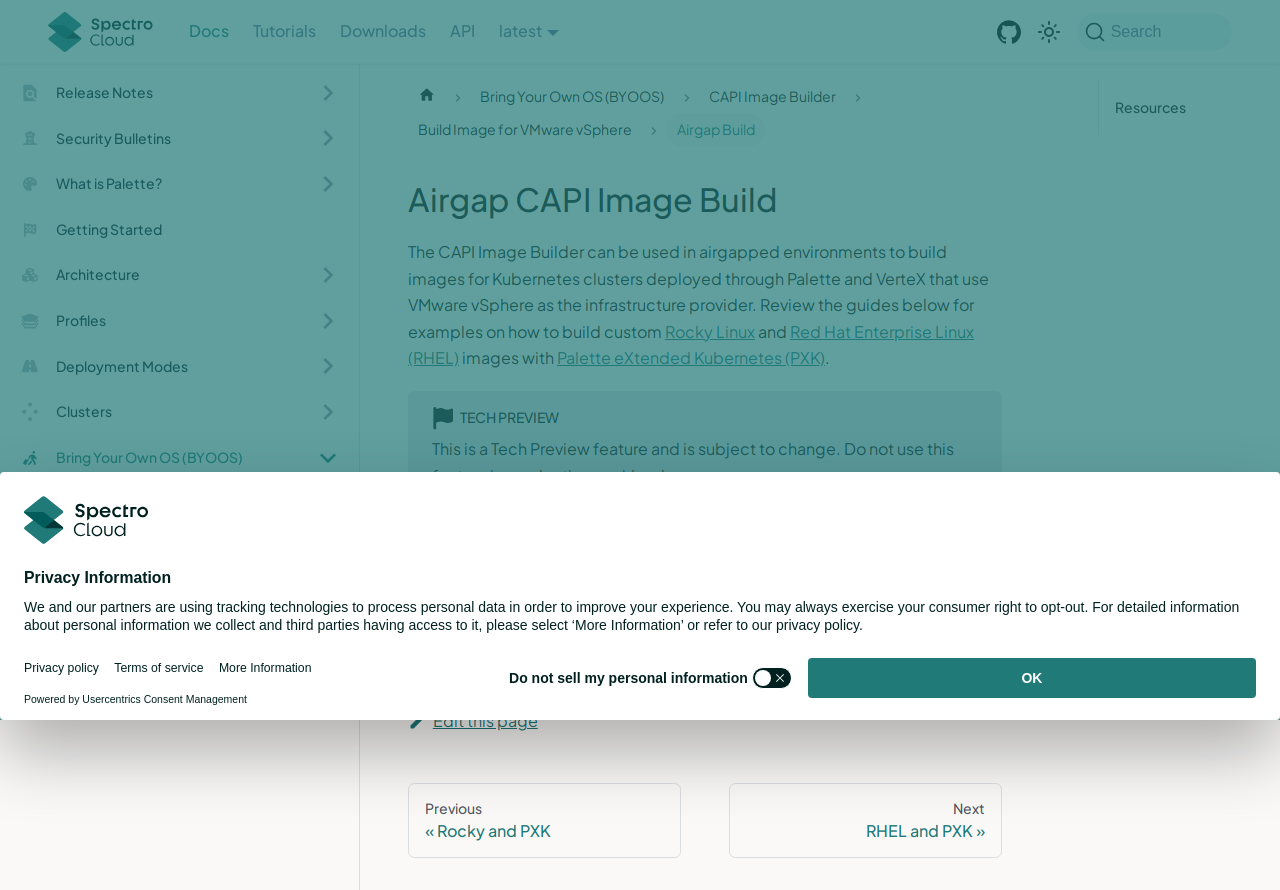 Spectro Cloud
Docs
Tutorials
Downloads
API
latest
Search
Release Notes
Security Bulletins
What is Palette?
Getting Started
Architecture
Profiles
Deployment Modes
Clusters
Bring Your Own OS (BYOOS)
Bring Your Own OS (BYOOS)
CAPI Image Builder
Build Image for VMware vSphere
Airgap Build
Resources
Airgap CAPI Image Build
The CAPI Image Builder can be used in airgapped environments to build
images for Kubernetes clusters deployed through Palette and VerteX that use
VMware vSphere as the infrastructure provider. Review the guides below for
examples on how to build custom Rocky Linux and Red Hat Enterprise Linux
(RHEL) images with Palette eXtended Kubernetes (PXK).
TECH PREVIEW
This is a Tech Preview feature and is subject to change. Do not use this
Spectro Cloud
Privacy Information
We and our partners are using tracking technologies to process personal data in order to improve your experience. You may always exercise your consumer right to opt-out. For detailed information
about personal information we collect and third parties having access to it, please select ‘More Information’ or refer to our privacy policy.
Privacy policy
Terms of service
More Information
Do not sell my personal information
OK
Powered by Usercentrics Consent Management
Edit this page
Previous
« Rocky and PXK
Next
RHEL and PXK »